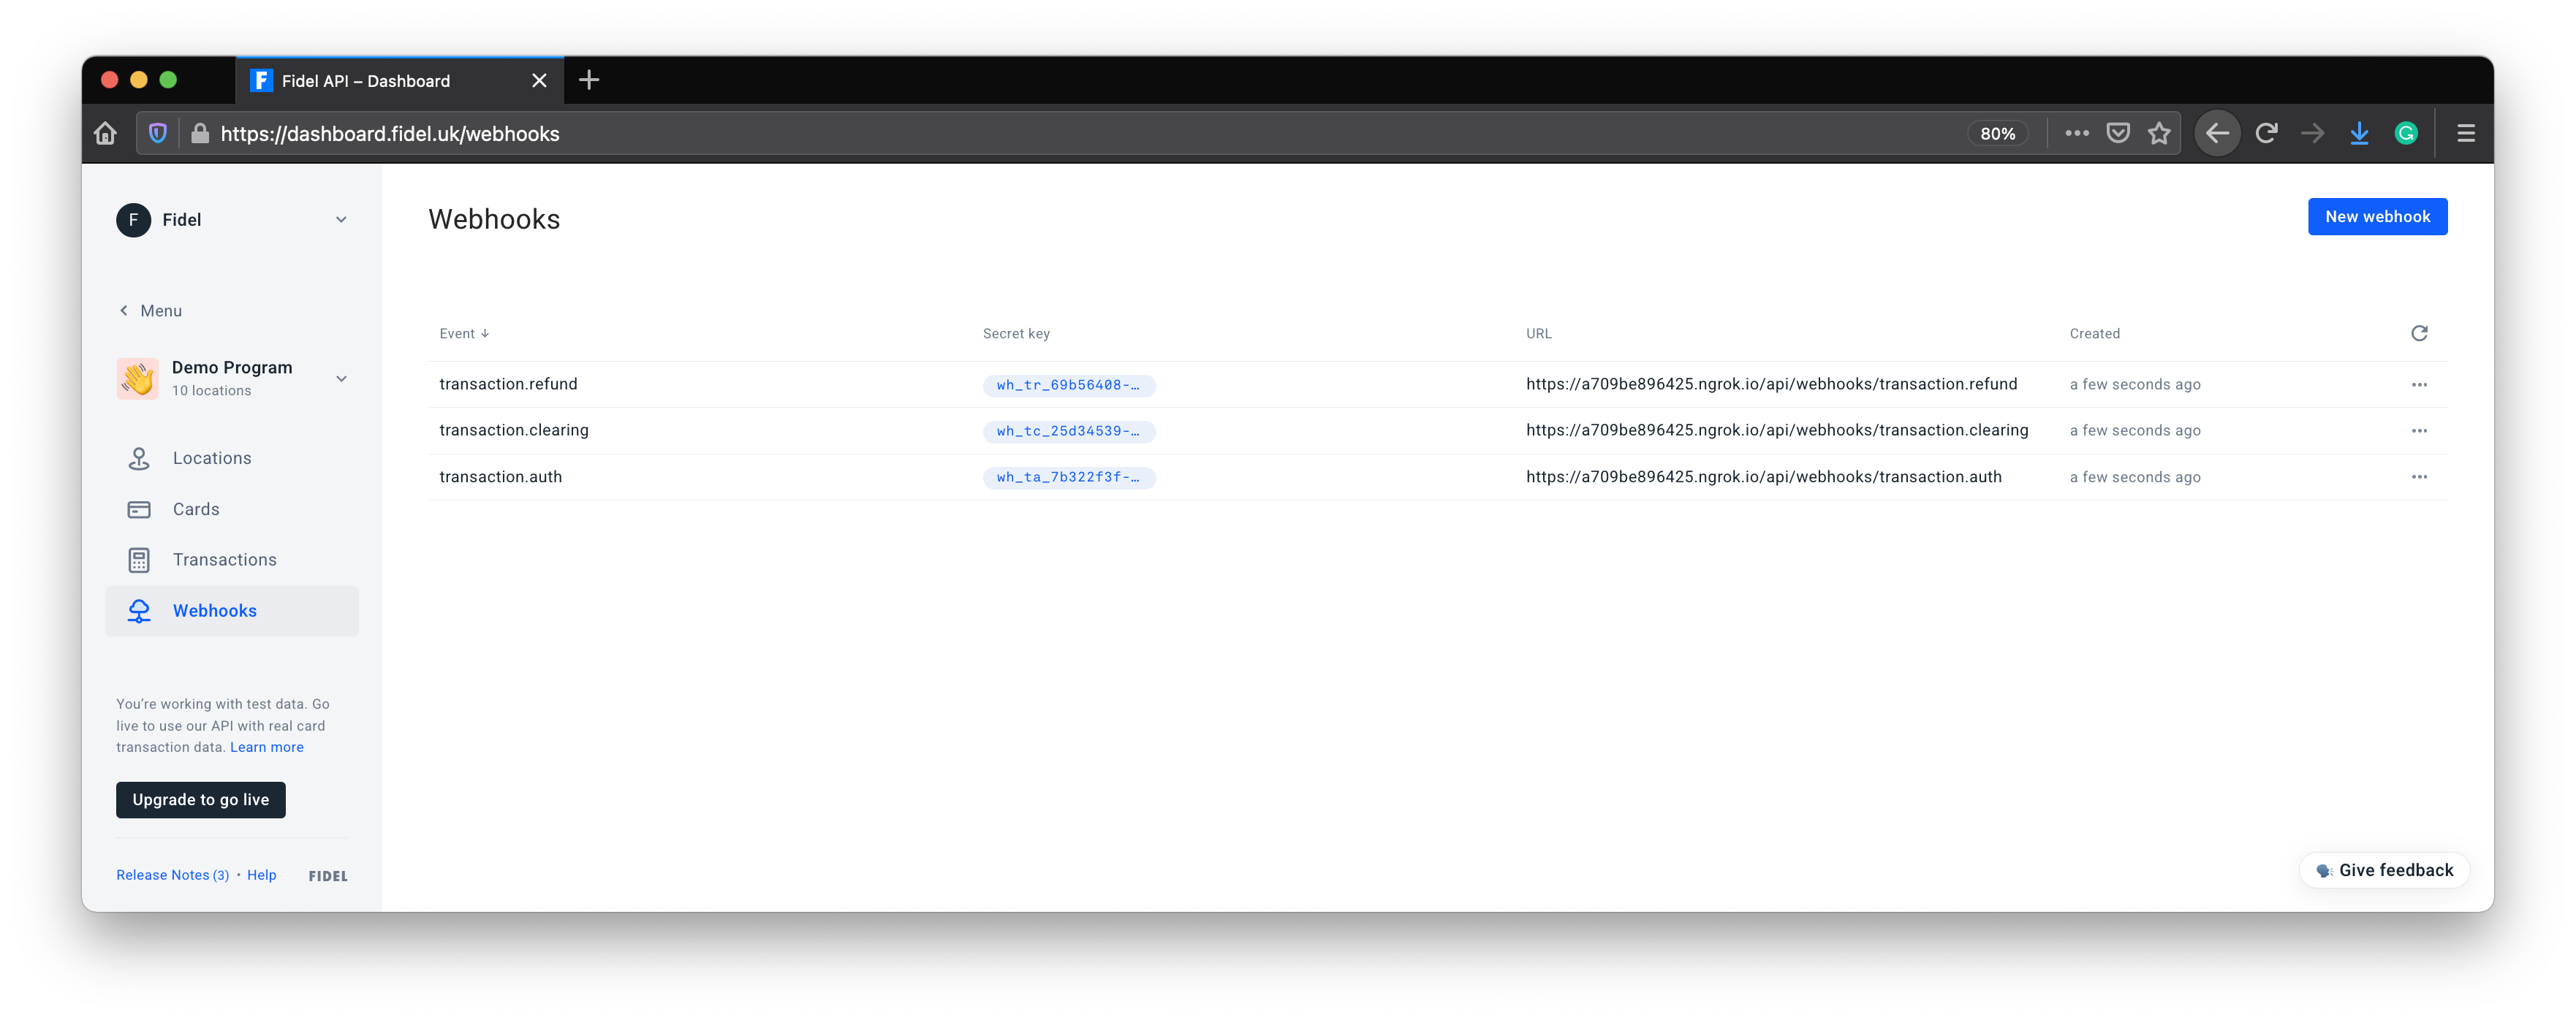 Fidel API – Dashboard
https://dashboard.fidel.uk/webhooks
80%
F Fidel
Menu
Demo Program
10 locations
Locations
Cards
Transactions
Webhooks
You’re working with test data. Go
live to use our API with real card
transaction data. Learn more
Upgrade to go live
Release Notes (3) • Help FIDEL
Webhooks
New webhook
Event ↓ Secret key URL Created
transaction.refund wh_tr_69b56408-… https://a709be896425.ngrok.io/api/webhooks/transaction.refund a few seconds ago
transaction.clearing wh_tc_25d34539-… https://a709be896425.ngrok.io/api/webhooks/transaction.clearing a few seconds ago
transaction.auth wh_ta_7b322f3f-… https://a709be896425.ngrok.io/api/webhooks/transaction.auth a few seconds ago
Give feedback